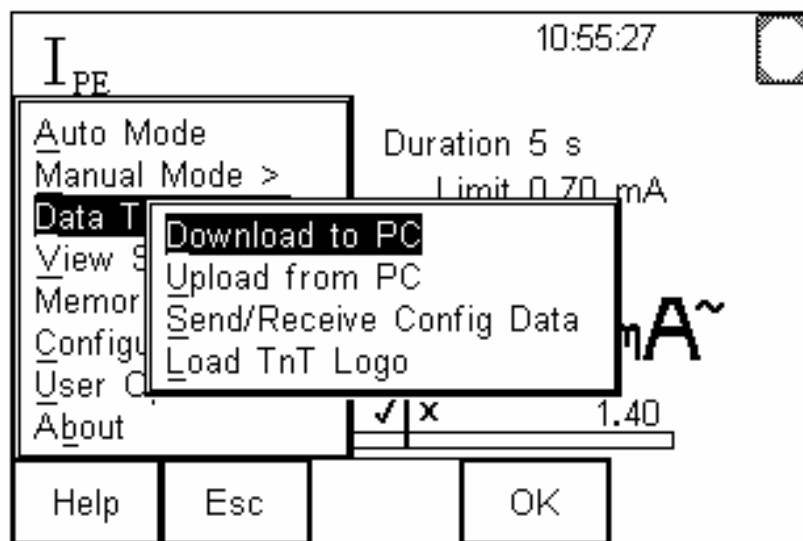 10:55:27
I PE
Auto Mode
Duration 5 s
Manual Mode >
Limit 0.70 mA
Data T
Download to PC
View S
Upload from PC
Memor
Send/Receive Config Data
mA~
Configu
Load TnT Logo
User O
✓ x 1.40
About
Help Esc OK